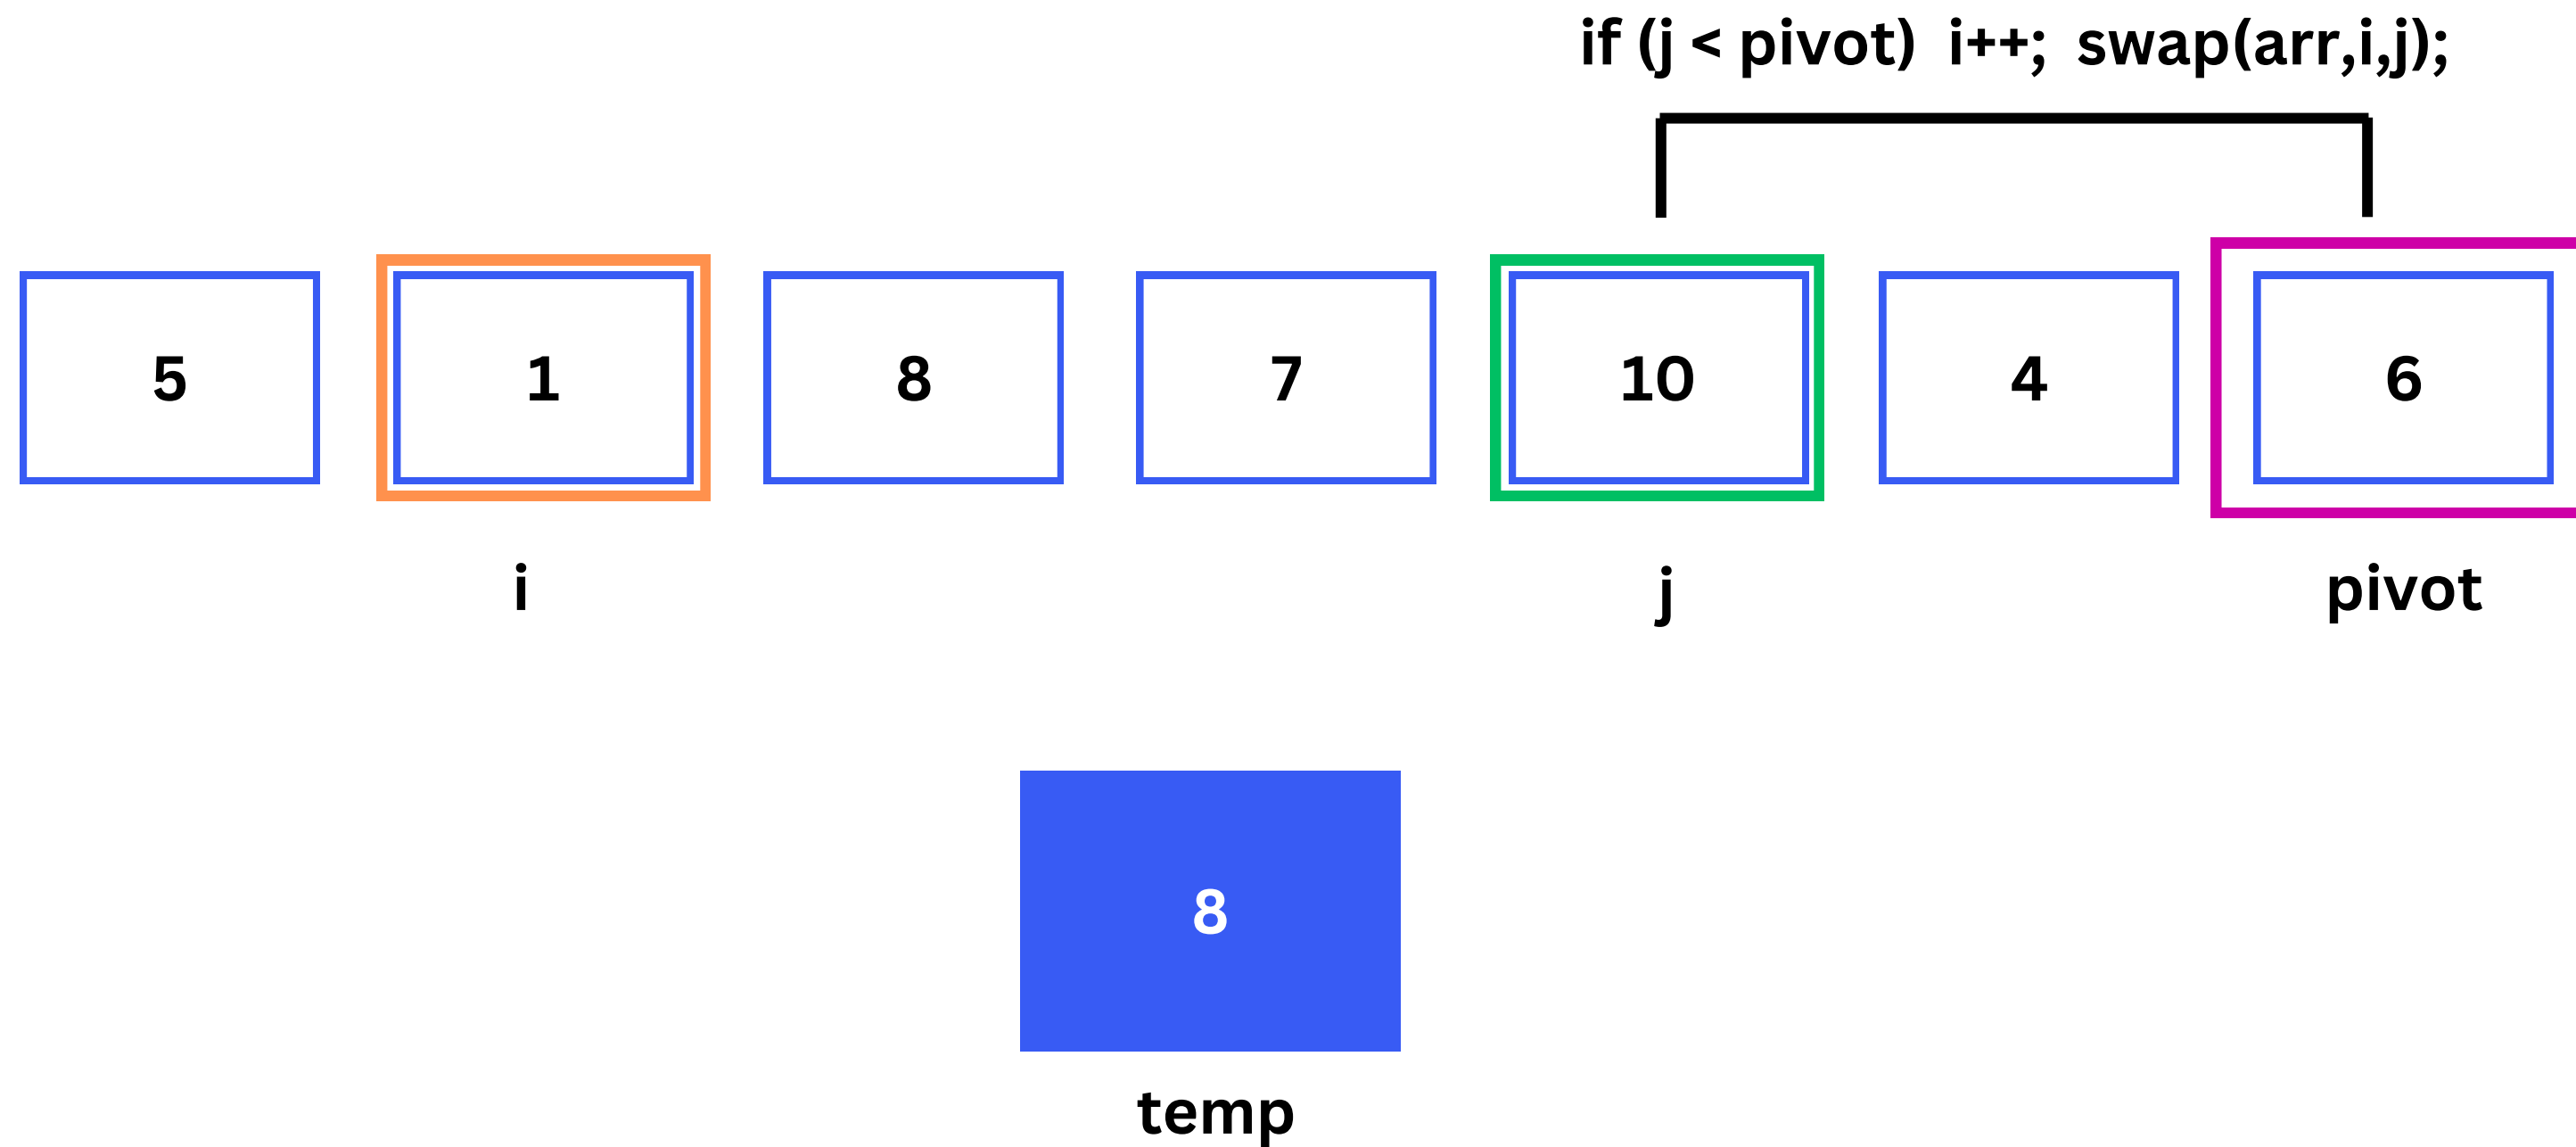 if (j < pivot)  i++;  swap(arr,i,j);
5 1 8 7 10 4 6
i j pivot
8
temp